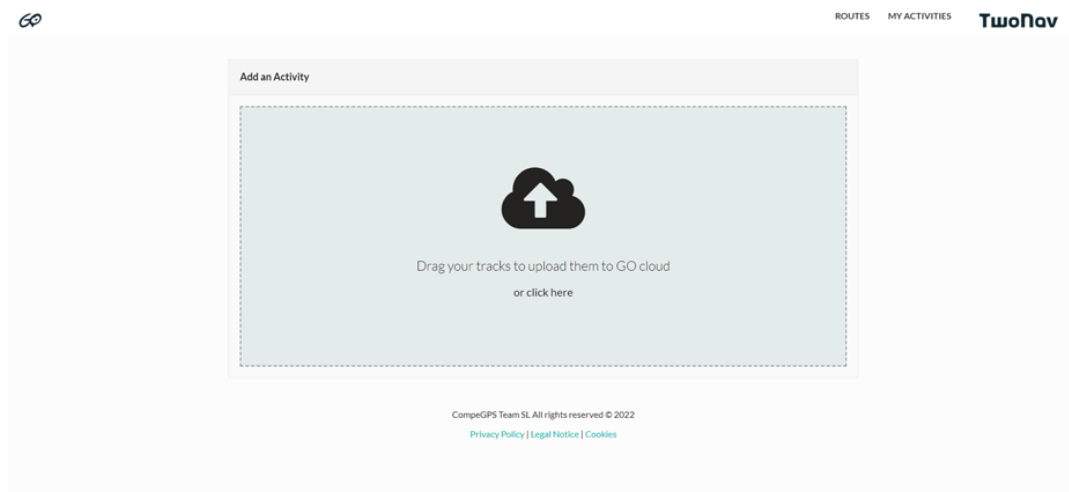 GO
ROUTES MY ACTIVITIES TwoNav
Add an Activity
Drag your tracks to upload them to GO cloud
or click here
CompeGPS Team SL All rights reserved © 2022
Privacy Policy | Legal Notice | Cookies